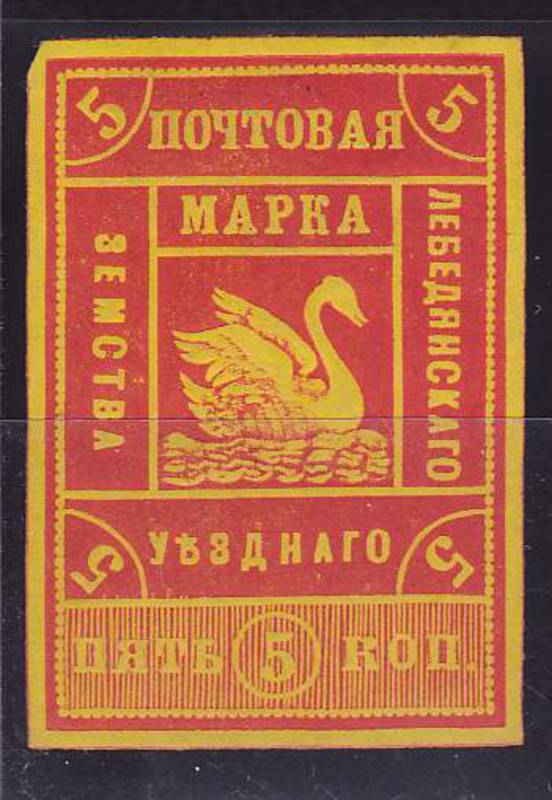 5 ПОЧТОВАЯ 5
МАРКА
ЛЕБЕДЯНСКАГО
5 УѢЗДНАГО 5
ЗЕМСТВА
ПЯТЬ 5 КОП.